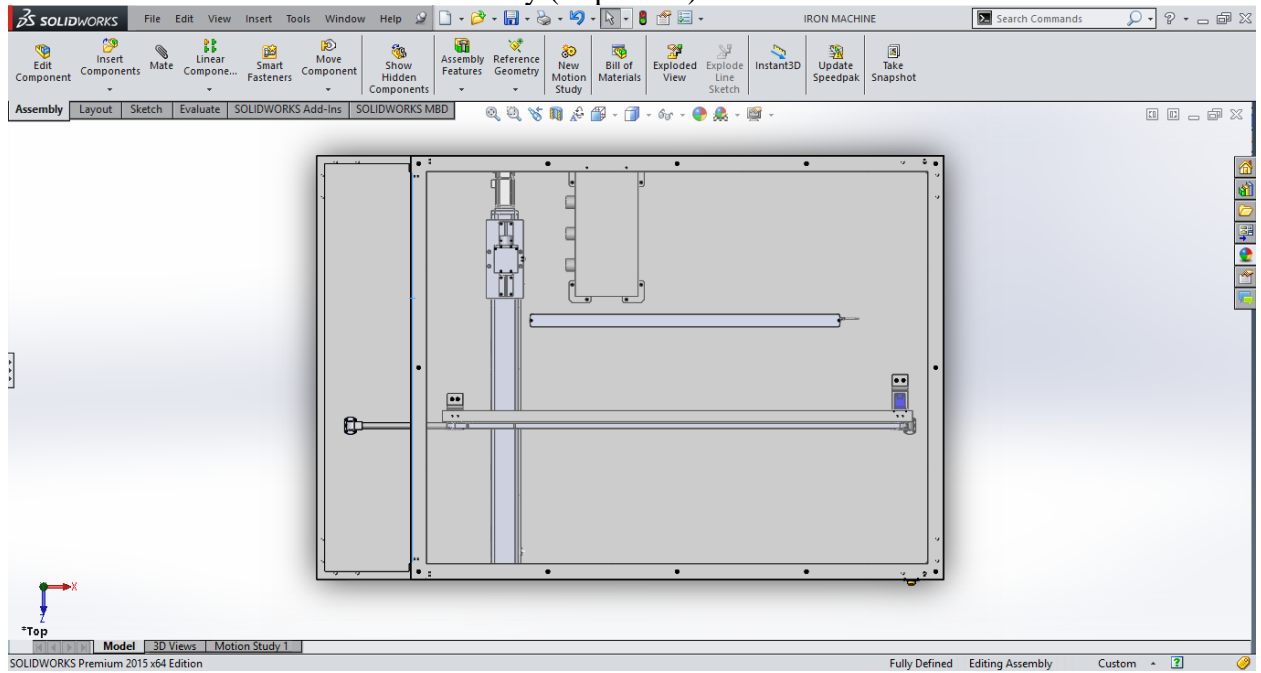 SOLIDWORKS File Edit View Insert Tools Window Help IRON MACHINE Search Commands
Edit Component
Insert Components
Mate
Linear Compone...
Smart Fasteners
Move Component
Show Hidden Components
Assembly Features
Reference Geometry
New Motion Study
Bill of Materials
Exploded View
Explode Line Sketch
Instant3D
Update Speedpak
Take Snapshot
Assembly Layout Sketch Evaluate SOLIDWORKS Add-Ins SOLIDWORKS MBD
X
Z
*Top
Model 3D Views Motion Study 1
SOLIDWORKS Premium 2015 x64 Edition Fully Defined Editing Assembly Custom